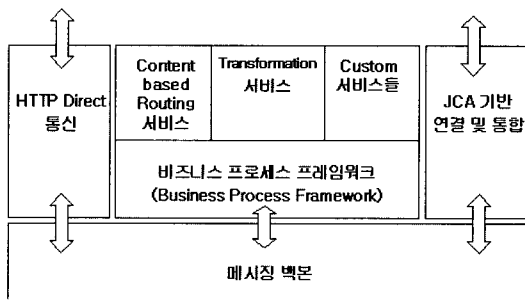 HTTP Direct
통신
Content
based
Routing
서비스
Transformation
서비스
Custom
서비스들
JCA 기반
연결 및 통합
비즈니스 프로세스 프레임워크
(Business Process Framework)
메시징 백본